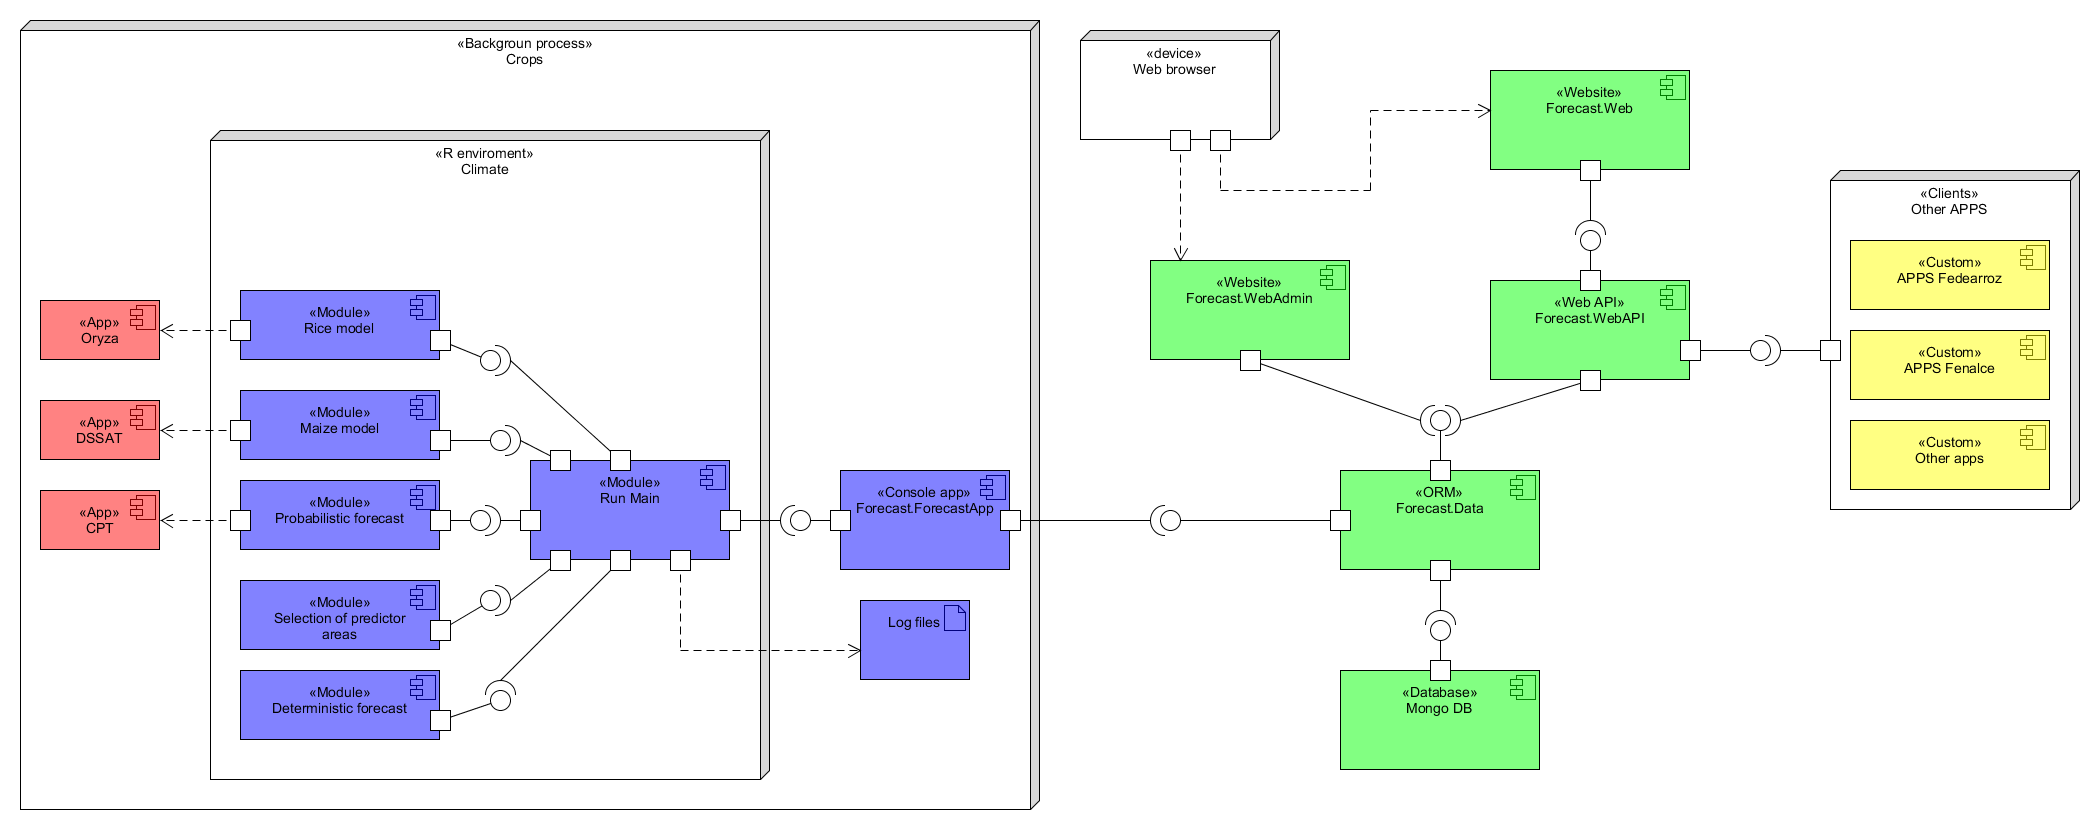 «Backgroun process»
Crops
«R enviroment»
Climate
«App»
Oryza
«App»
DSSAT
«App»
CPT
«Module»
Rice model
«Module»
Maize model
«Module»
Probabilistic forecast
«Module»
Selection of predictor
areas
«Module»
Deterministic forecast
«Module»
Run Main
«Console app»
Forecast.ForecastApp
Log files
«device»
Web browser
«Website»
Forecast.WebAdmin
«Website»
Forecast.Web
«Web API»
Forecast.WebAPI
«ORM»
Forecast.Data
«Database»
Mongo DB
«Clients»
Other APPS
«Custom»
APPS Fedearroz
«Custom»
APPS Fenalce
«Custom»
Other apps